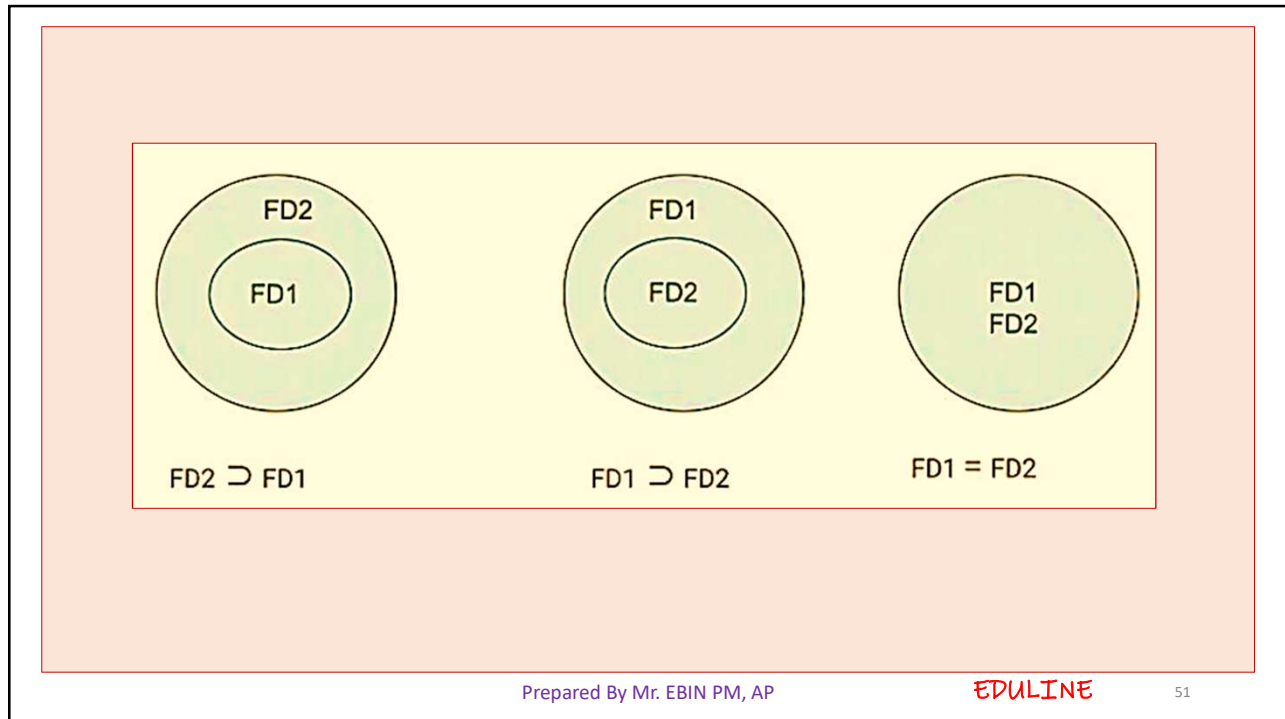 FD2
FD1
FD2 ⊃ FD1
FD1
FD2
FD1 ⊃ FD2
FD1
FD2
FD1 = FD2
Prepared By Mr. EBIN PM, AP
EDULINE
51